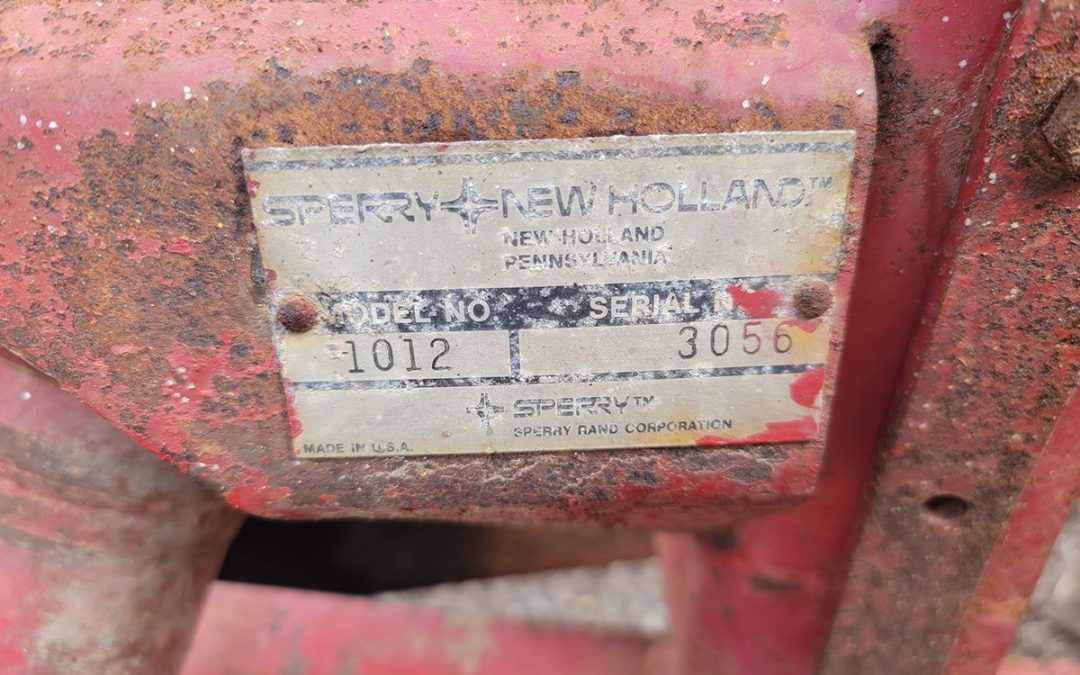 SPERRY NEW HOLLAND™
NEW HOLLAND
PENNSYLVANIA
MODEL NO. SERIAL
1012 3056
SPERRY™
SPERRY RAND CORPORATION
MADE IN U.S.A.